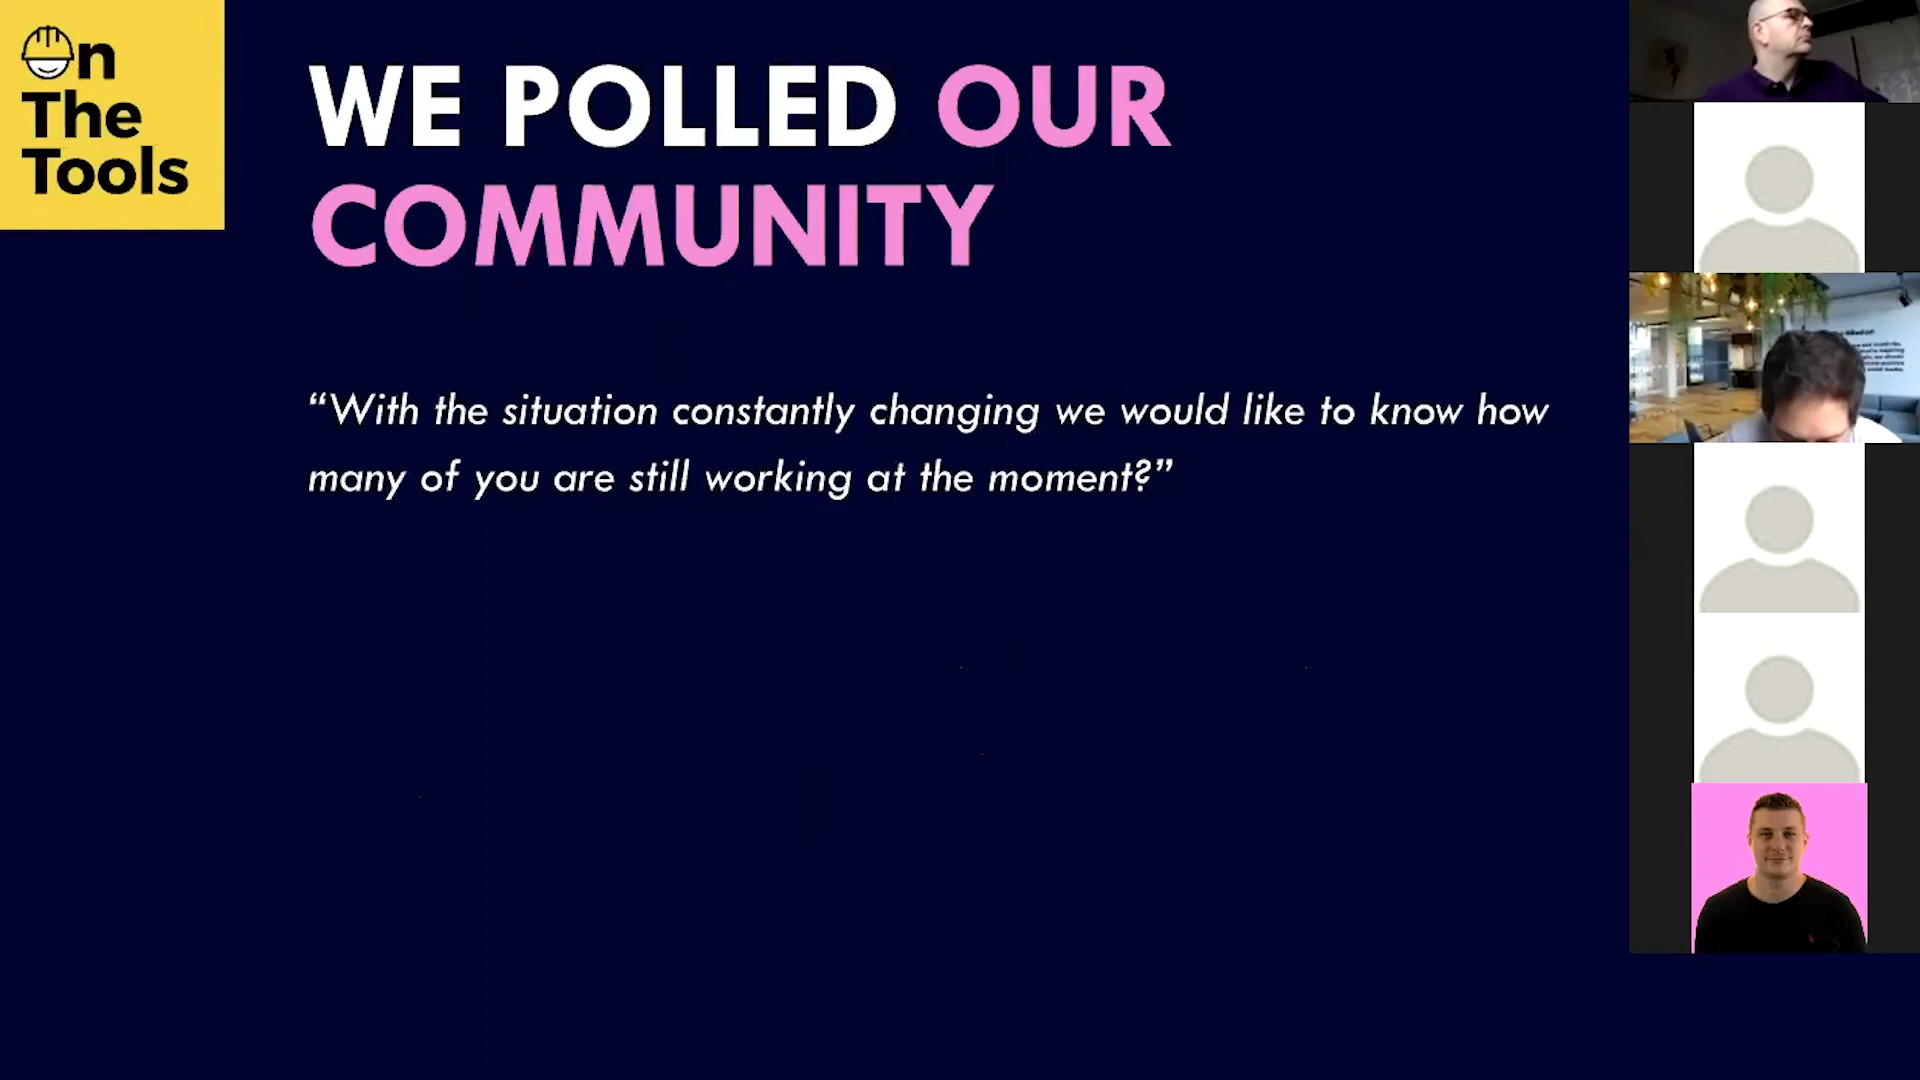 On
The
Tools
WE POLLED OUR
COMMUNITY
“With the situation constantly changing we would like to know how
many of you are still working at the moment?”